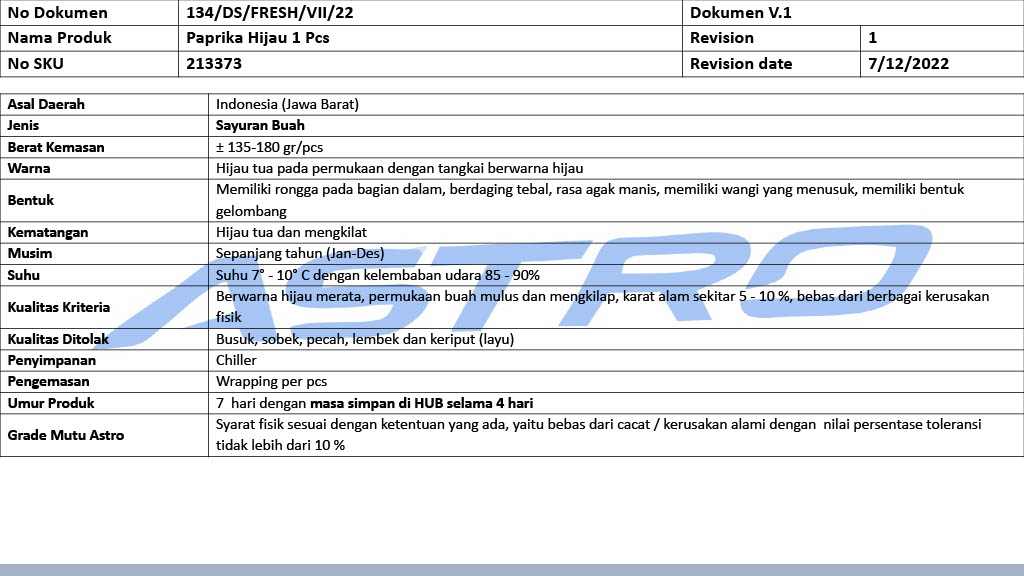 No Dokumen 134/DS/FRESH/VII/22 Dokumen V.1
Nama Produk Paprika Hijau 1 Pcs Revision 1
No SKU 213373 Revision date 7/12/2022
Asal Daerah Indonesia (Jawa Barat)
Jenis Sayuran Buah
Berat Kemasan ± 135-180 gr/pcs
Warna Hijau tua pada permukaan dengan tangkai berwarna hijau
Bentuk Memiliki rongga pada bagian dalam, berdaging tebal, rasa agak manis, memiliki wangi yang menusuk, memiliki bentuk
gelombang
Kematangan Hijau tua dan mengkilat
Musim Sepanjang tahun (Jan-Des)
Suhu Suhu 7° - 10° C dengan kelembaban udara 85 - 90%
Kualitas Kriteria Berwarna hijau merata, permukaan buah mulus dan mengkilap, karat alam sekitar 5 - 10 %, bebas dari berbagai kerusakan
fisik
Kualitas Ditolak Busuk, sobek, pecah, lembek dan keriput (layu)
Penyimpanan Chiller
Pengemasan Wrapping per pcs
Umur Produk 7 hari dengan masa simpan di HUB selama 4 hari
Grade Mutu Astro Syarat fisik sesuai dengan ketentuan yang ada, yaitu bebas dari cacat / kerusakan alami dengan nilai persentase toleransi
tidak lebih dari 10 %
ASTRO